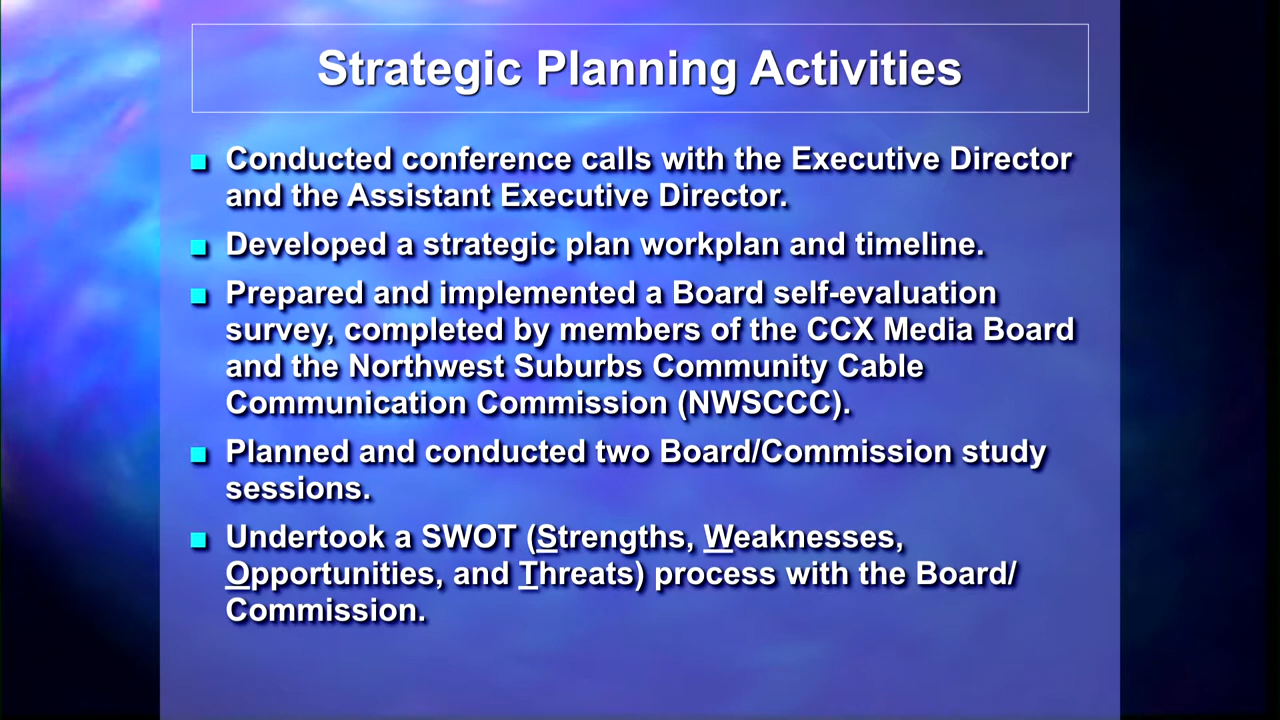 Strategic Planning Activities
Conducted conference calls with the Executive Director
and the Assistant Executive Director.
Developed a strategic plan workplan and timeline.
Prepared and implemented a Board self-evaluation
survey, completed by members of the CCX Media Board
and the Northwest Suburbs Community Cable
Communication Commission (NWSCCC).
Planned and conducted two Board/Commission study
sessions.
Undertook a SWOT (Strengths, Weaknesses,
Opportunities, and Threats) process with the Board/
Commission.